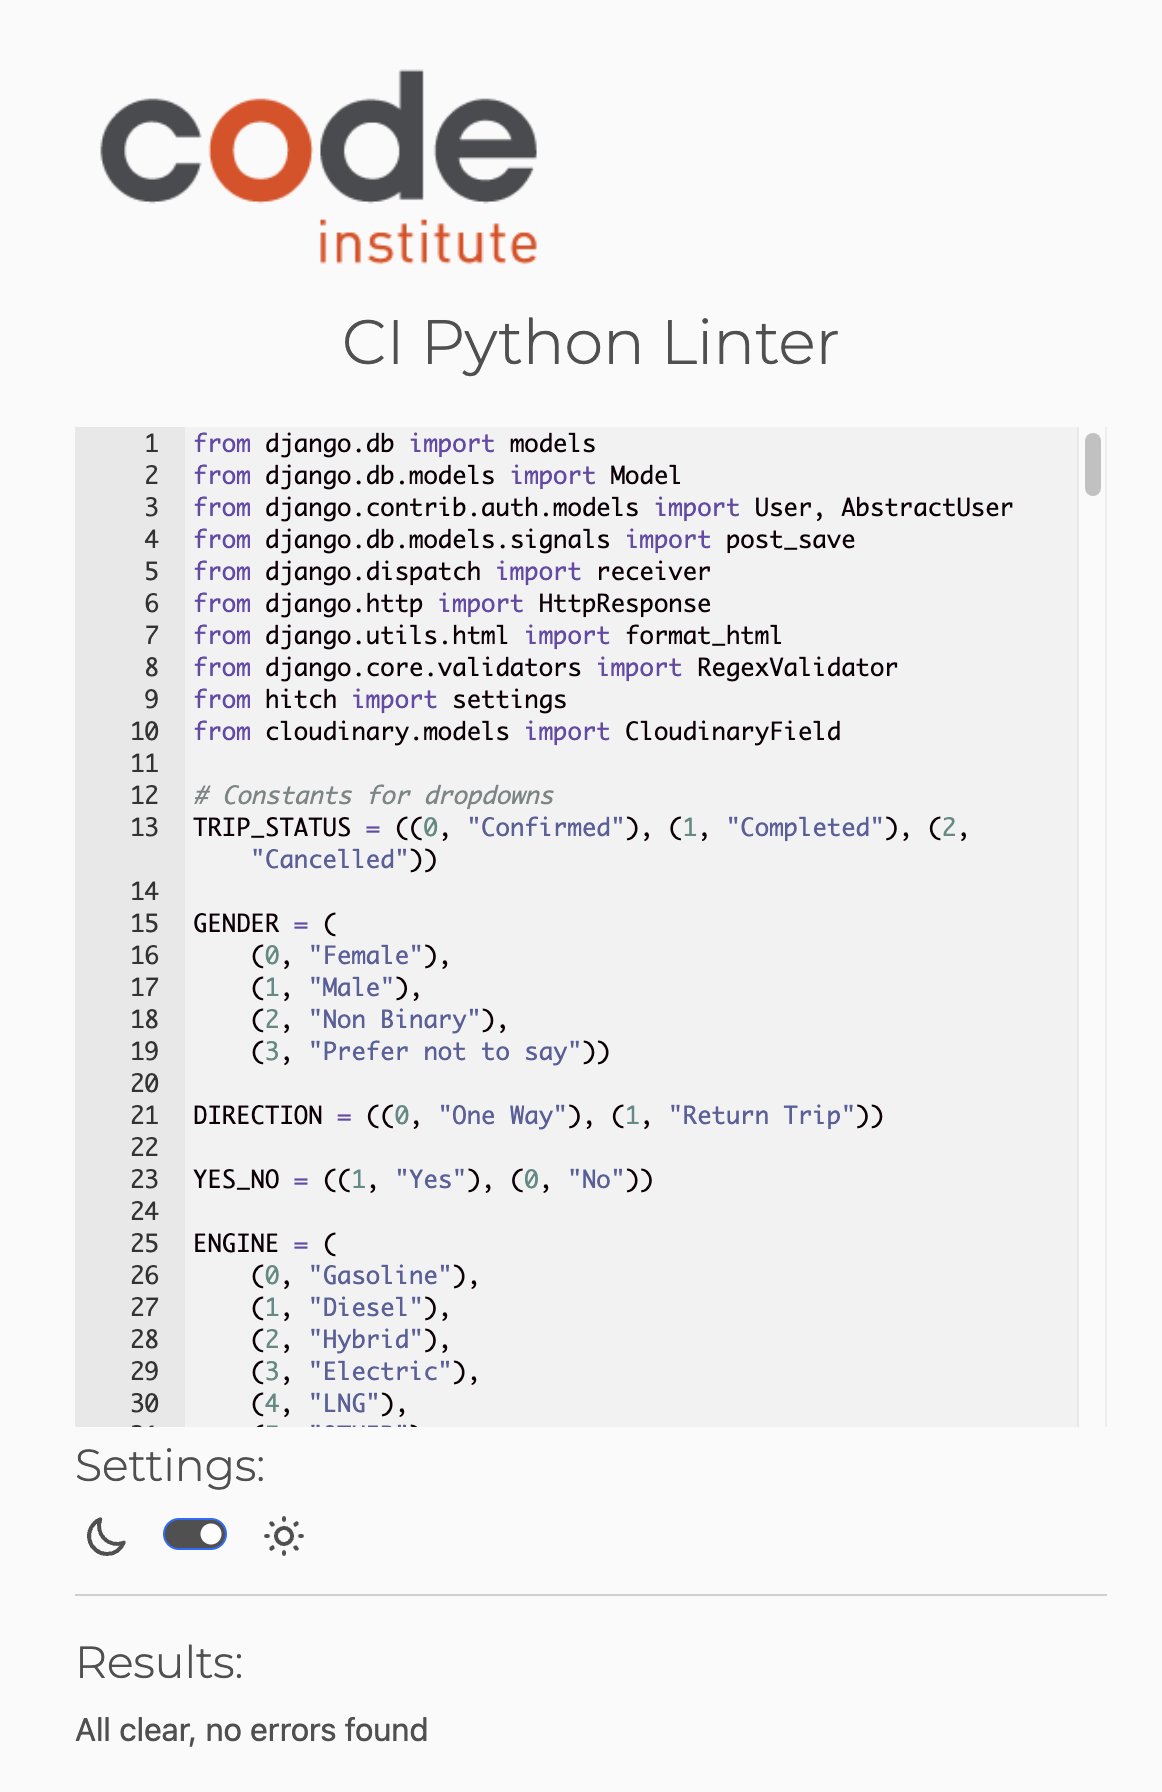 code
institute
CI Python Linter
1 from django.db import models
2 from django.db.models import Model
3 from django.contrib.auth.models import User, AbstractUser
4 from django.db.models.signals import post_save
5 from django.dispatch import receiver
6 from django.http import HttpResponse
7 from django.utils.html import format_html
8 from django.core.validators import RegexValidator
9 from hitch import settings
10 from cloudinary.models import CloudinaryField
11
12 # Constants for dropdowns
13 TRIP_STATUS = ((0, "Confirmed"), (1, "Completed"), (2,
"Cancelled"))
14
15 GENDER = (
16 (0, "Female"),
17 (1, "Male"),
18 (2, "Non Binary"),
19 (3, "Prefer not to say"))
20
21 DIRECTION = ((0, "One Way"), (1, "Return Trip"))
22
23 YES_NO = ((1, "Yes"), (0, "No"))
24
25 ENGINE = (
26 (0, "Gasoline"),
27 (1, "Diesel"),
28 (2, "Hybrid"),
29 (3, "Electric"),
30 (4, "LNG"),
Settings:
Results:
All clear, no errors found